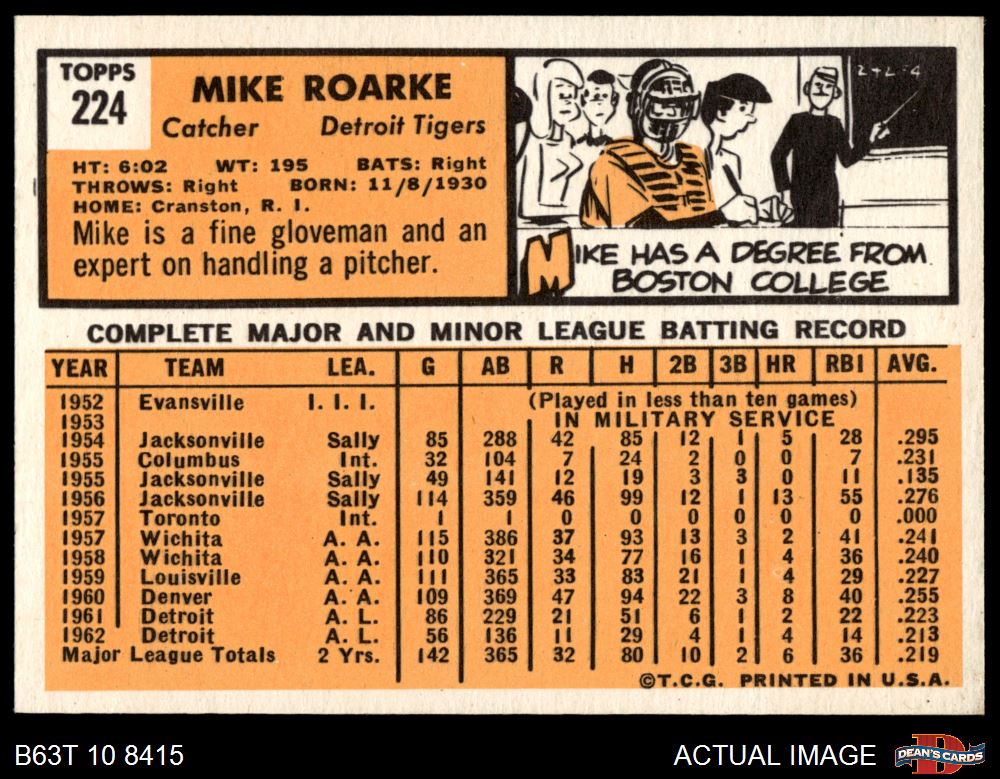 TOPPS
224
MIKE ROARKE
Catcher Detroit Tigers
HT: 6:02 WT: 195 BATS: Right
THROWS: Right BORN: 11/8/1930
HOME: Cranston, R. I.
Mike is a fine gloveman and an
expert on handling a pitcher.
2+2=4
MIKE HAS A DEGREE FROM
BOSTON COLLEGE
COMPLETE MAJOR AND MINOR LEAGUE BATTING RECORD
YEAR TEAM LEA. G AB R H 2B 3B HR RBI AVG.
1952 Evansville I. I. I. (Played in less than ten games)
1953 IN MILITARY SERVICE
1954 Jacksonville Sally 85 288 42 85 12 1 5 28 .295
1955 Columbus Int. 32 104 7 24 2 0 0 7 .231
1955 Jacksonville Sally 49 141 12 19 3 3 0 11 .135
1956 Jacksonville Sally 114 359 46 99 12 1 13 55 .276
1957 Toronto Int. 1 1 0 0 0 0 0 0 .000
1957 Wichita A. A. 115 386 37 93 13 3 2 41 .241
1958 Wichita A. A. 110 321 34 77 16 1 4 36 .240
1959 Louisville A. A. 111 365 33 83 21 1 4 29 .227
1960 Denver A. A. 109 369 47 94 22 3 8 40 .255
1961 Detroit A. L. 86 229 21 51 6 1 2 22 .223
1962 Detroit A. L. 56 136 11 29 4 1 4 14 .213
Major League Totals 2 Yrs. 142 365 32 80 10 2 6 36 .219
©T.C.G. PRINTED IN U.S.A.
B63T 10 8415 ACTUAL IMAGE DEAN'S CARDS